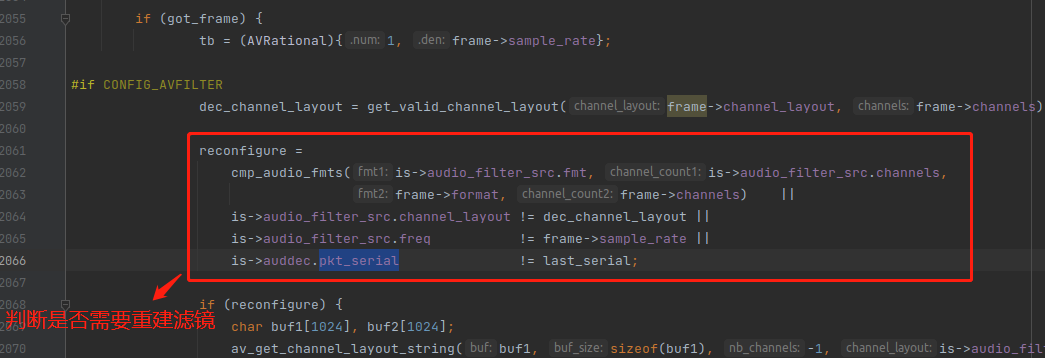 2055 if (got_frame) {
2056 tb = (AVRational){ .num: 1, .den: frame->sample_rate};
2057
2058 #if CONFIG_AVFILTER
2059 dec_channel_layout = get_valid_channel_layout( channel_layout: frame->channel_layout, channels: frame->channels)
2060
2061 reconfigure =
2062 cmp_audio_fmts( fmt1: is->audio_filter_src.fmt, channel_count1: is->audio_filter_src.channels,
2063 fmt2: frame->format, channel_count2: frame->channels) ||
2064 is->audio_filter_src.channel_layout != dec_channel_layout ||
2065 is->audio_filter_src.freq != frame->sample_rate ||
2066 is->auddec.pkt_serial != last_serial;
2067
2068 if (reconfigure) {
判断是否需要重建滤镜
char buf1[1024], buf2[1024];
2070 av_get_channel_layout_string( buf: buf1, buf_size: sizeof(buf1), nb_channels: -1, channel_layout: is->audio_fil